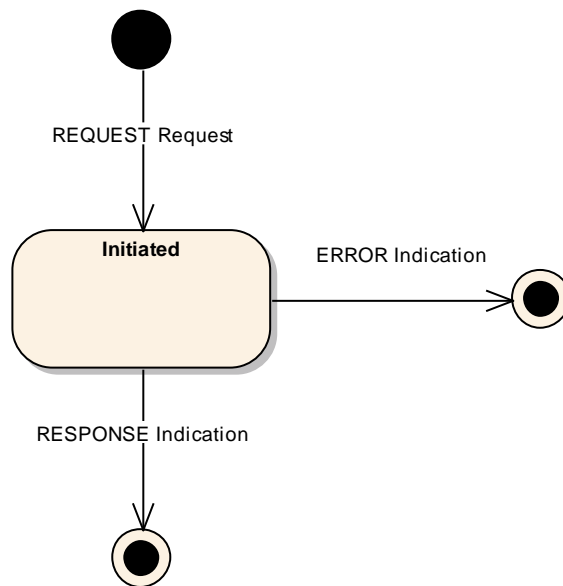 REQUEST Request
Initiated
ERROR Indication
RESPONSE Indication